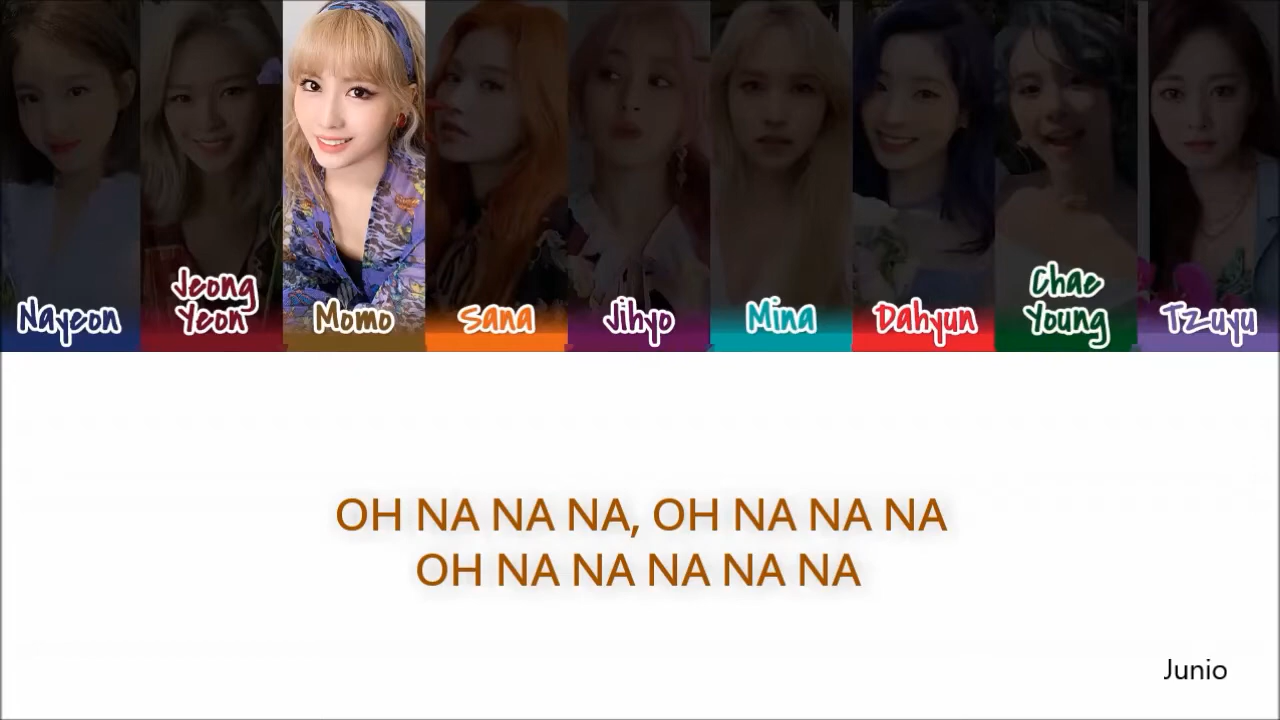 Nayeon
Jeong
Yeon
Momo
Sana
Jihyo
Mina
Dahyun
Chae
Young
Tzuyu
OH NA NA NA, OH NA NA NA
OH NA NA NA NA NA
Junio